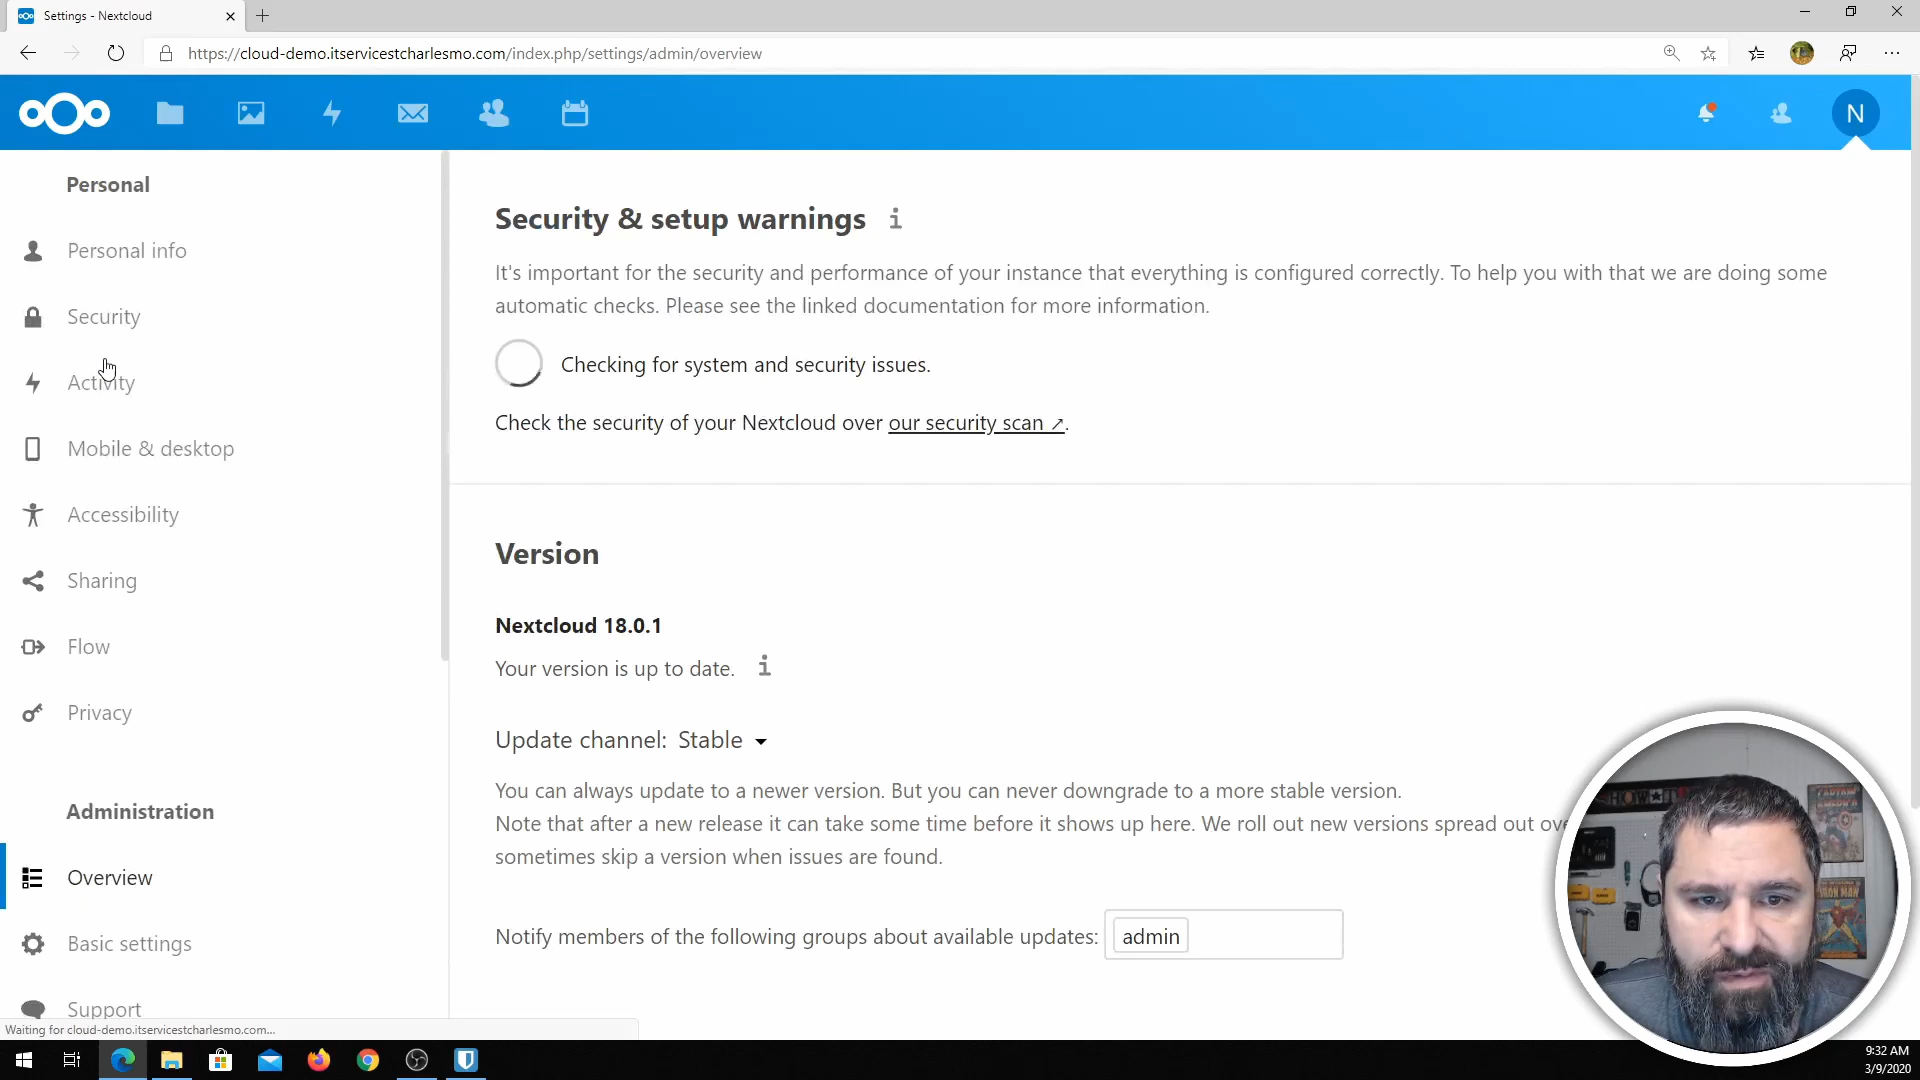 Settings - Nextcloud
https://cloud-demo.itservicestcharlesmo.com/index.php/settings/admin/overview
N
Personal
Personal info
Security
Activity
Mobile & desktop
Accessibility
Sharing
Flow
Privacy
Administration
Overview
Basic settings
Support
Security & setup warnings
It's important for the security and performance of your instance that everything is configured correctly. To help you with that we are doing some
automatic checks. Please see the linked documentation for more information.
Checking for system and security issues.
Check the security of your Nextcloud over our security scan ↗.
Version
Nextcloud 18.0.1
Your version is up to date.
Update channel: Stable
You can always update to a newer version. But you can never downgrade to a more stable version.
Note that after a new release it can take some time before it shows up here. We roll out new versions spread out
sometimes skip a version when issues are found.
Notify members of the following groups about available updates: admin
Waiting for cloud-demo.itservicestcharlesmo.com...
CAPTAIN
IRON MAN
9:32 AM
3/9/2020